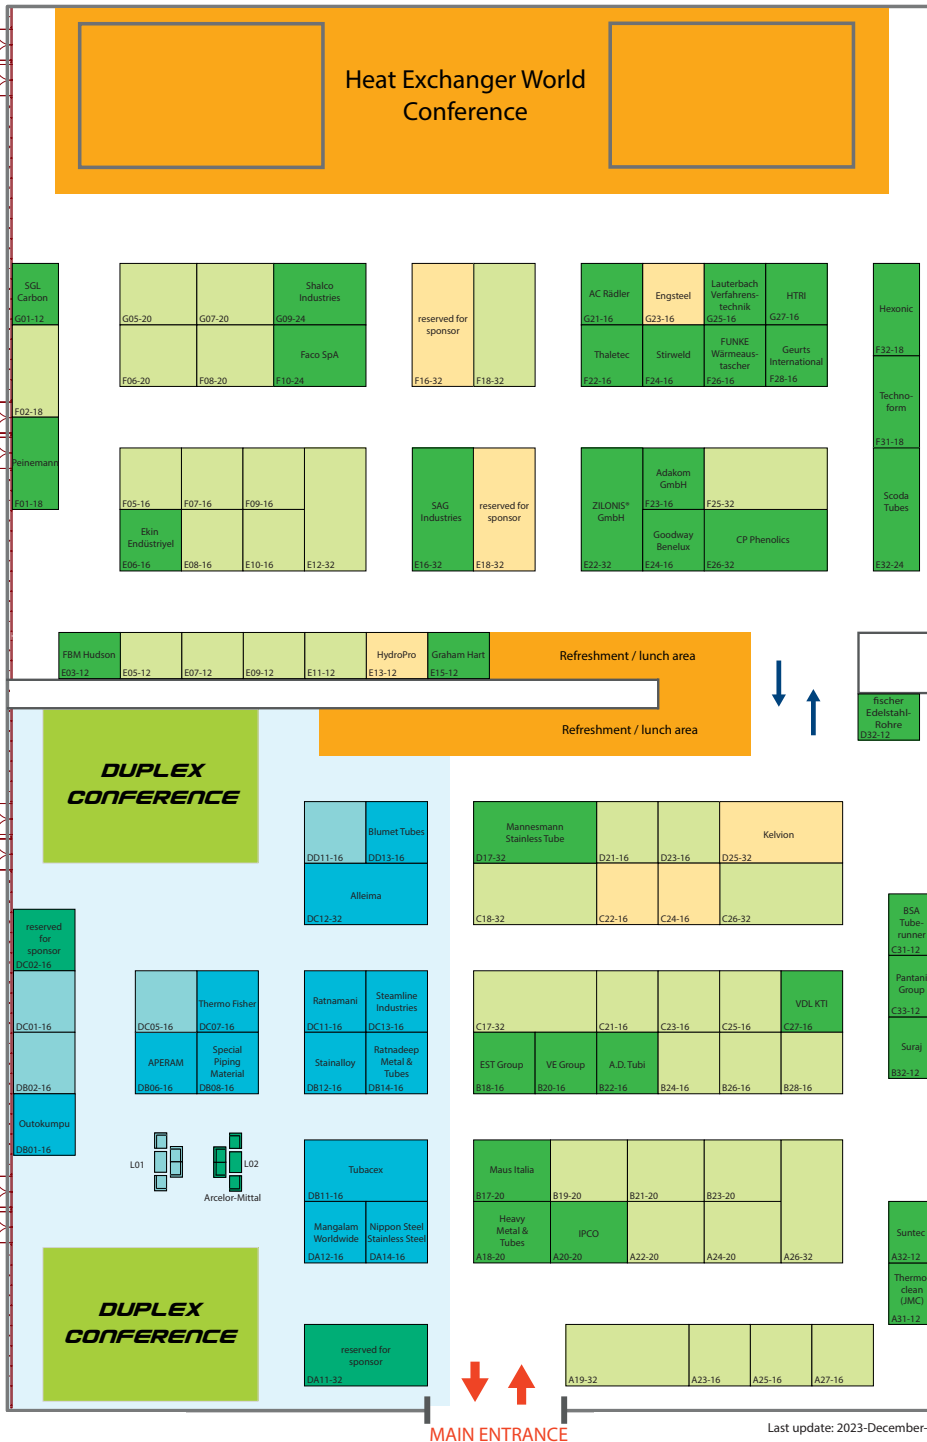 Heat Exchanger World
Conference
SGL
Carbon
G01-12
G05-20
G07-20
Shalco
Industries
G09-24
reserved for
sponsor
F16-32
F18-32
AC Rädler
G21-16
Engsteel
G23-16
Lauterbach
Verfahrens-
technik
G25-16
HTRI
G27-16
Hexonic
F32-18
F02-18
F06-20
F08-20
Faco SpA
F10-24
Thaletec
F22-16
Stirweld
F24-16
FUNKE
Wärmeaus-
tascher
F26-16
Geurts
International
F28-16
Techno-
form
F31-18
Peinemann
F01-18
F05-16
F07-16
F09-16
E12-32
SAG
Industries
E16-32
reserved for
sponsor
E18-32
ZILONIS®
GmbH
E22-32
Adakom
GmbH
F23-16
F25-32
Scoda
Tubes
E32-24
Ekin
Endüstriyel
E06-16
E08-16
E10-16
Goodway
Benelux
E24-16
CP Phenolics
E26-32
FBM Hudson
E03-12
E05-12
E07-12
E09-12
E11-12
HydroPro
E13-12
Graham Hart
E15-12
Refreshment / lunch area
Refreshment / lunch area
fischer
Edelstahl-
Rohre
D32-12
DUPLEX
CONFERENCE
DD11-16
Blumet Tubes
DD13-16
Mannesmann
Stainless Tube
D17-32
D21-16
D23-16
Kelvion
D25-32
Alleima
DC12-32
C18-32
C22-16
C24-16
C26-32
reserved
for
sponsor
DC02-16
BSA
Tube-
runner
C31-12
DC01-16
DC05-16
Thermo Fisher
DC07-16
Ratnamani
DC11-16
Steamline
Industries
DC13-16
C17-32
C21-16
C23-16
C25-16
VDL KTI
C27-16
Pantani
Group
C33-12
DB02-16
APERAM
DB06-16
Special
Piping
Material
DB08-16
Stainalloy
DB12-16
Ratnadeep
Metal &
Tubes
DB14-16
EST Group
B18-16
VE Group
B20-16
A.D. Tubi
B22-16
B24-16
B26-16
B28-16
Suraj
B32-12
Outokumpu
DB01-16
L01
L02
Arcelor-Mittal
Tubacex
DB11-16
Maus Italia
B17-20
B19-20
B21-20
B23-20
A26-32
Mangalam
Worldwide
DA12-16
Nippon Steel
Stainless Steel
DA14-16
Heavy
Metal &
Tubes
A18-20
IPCO
A20-20
A22-20
A24-20
Suntec
A32-12
Thermo
clean
(JMC)
A31-12
DUPLEX
CONFERENCE
reserved for
sponsor
DA11-32
A19-32
A23-16
A25-16
A27-16
MAIN ENTRANCE
Last update: 2023-December-